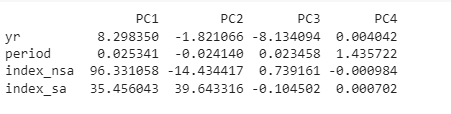 PC1 PC2 PC3 PC4
yr 8.298350 -1.821066 -8.134094 0.004042
period 0.025341 -0.024140 0.023458 1.435722
index_nsa 96.331058 -14.434417 0.739161 -0.000984
index_sa 35.456043 39.643316 -0.104502 0.000702